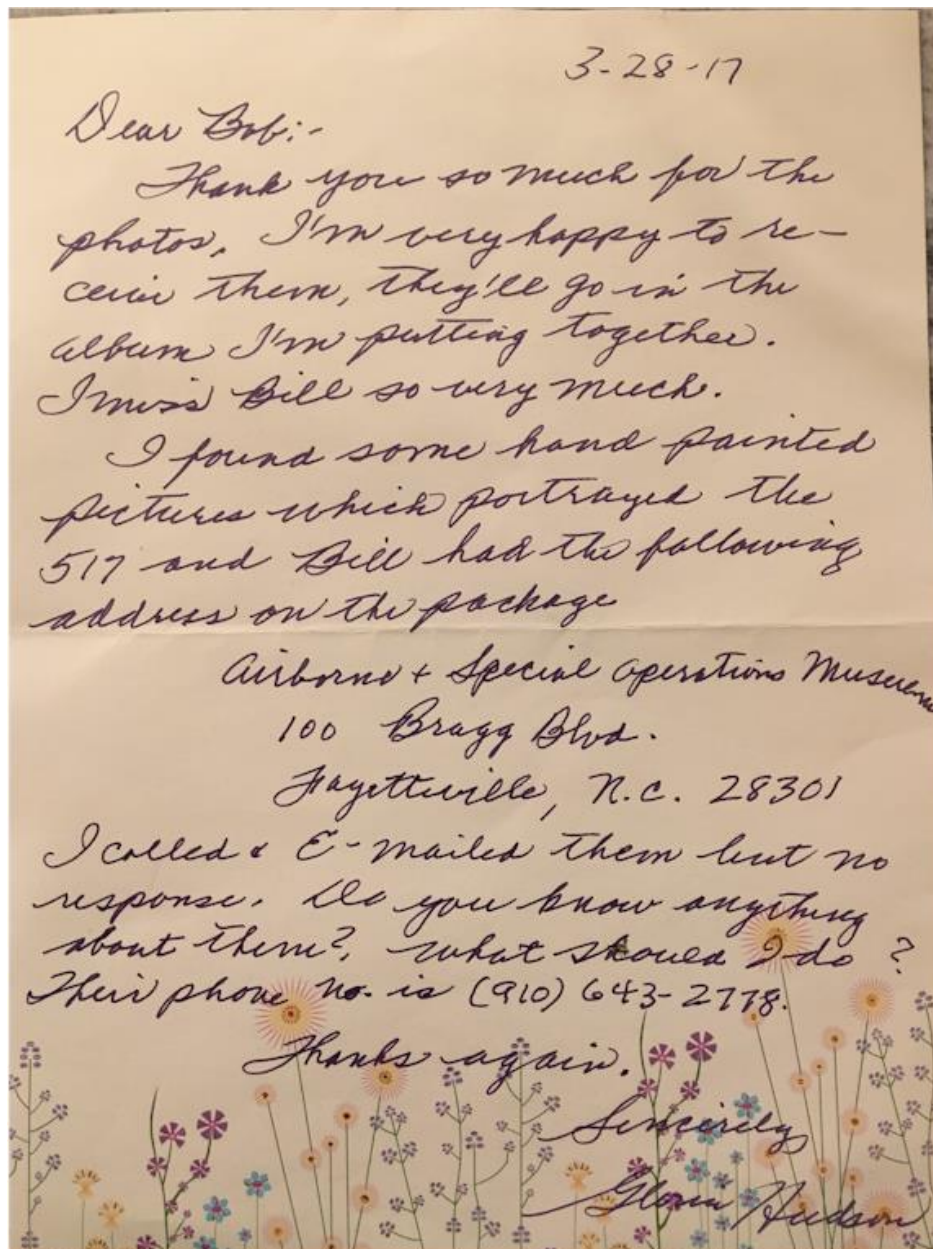 3-28-17
Dear Bob:-
Thank you so much for the
photos. I'm very happy to re-
ceive them, they'll go in the
album I'm putting together.
I miss Bill so very much.
I found some hand painted
pictures which portrayed the
517 and Bill had the following
address on the package
Airborne + Special Operations Museum
100 Bragg Blvd.
Fayetteville, N.C. 28301
I called & E-mailed them but no
response. Do you know anything
about them? What should I do?
Their phone no. is (910) 643-2778.
Thanks again.
Sincerely
Gloria Hudson